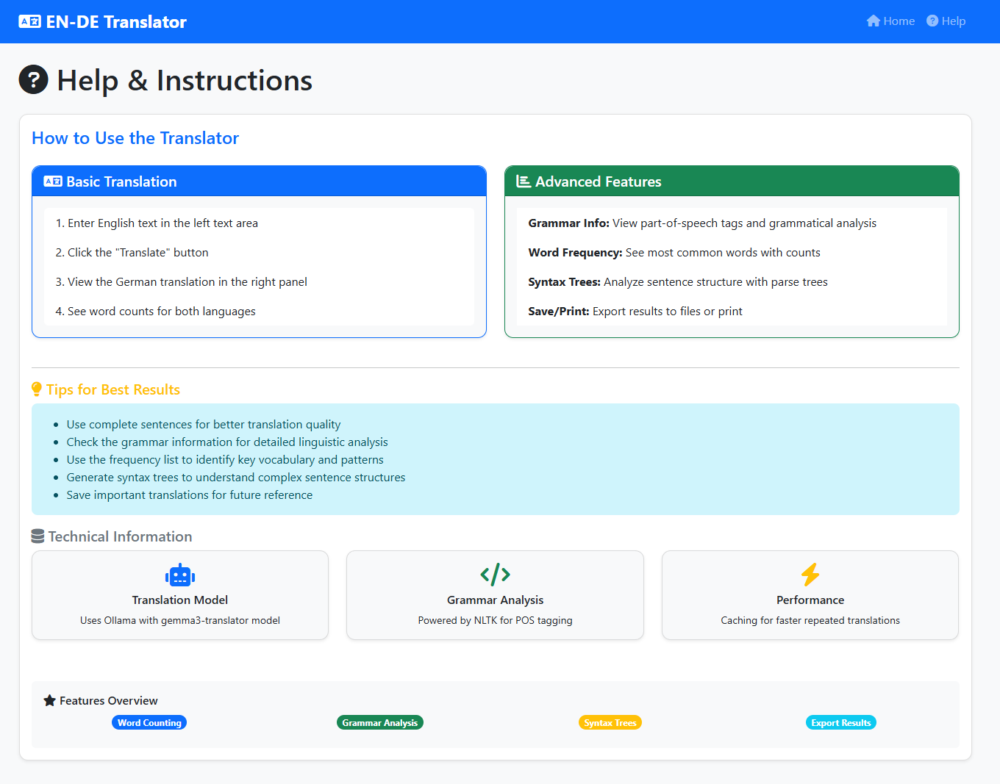 EN-DE Translator
Home
Help
Help & Instructions
How to Use the Translator
Basic Translation
1. Enter English text in the left text area
2. Click the "Translate" button
3. View the German translation in the right panel
4. See word counts for both languages
Advanced Features
Grammar Info: View part-of-speech tags and grammatical analysis
Word Frequency: See most common words with counts
Syntax Trees: Analyze sentence structure with parse trees
Save/Print: Export results to files or print
Tips for Best Results
Use complete sentences for better translation quality
Check the grammar information for detailed linguistic analysis
Use the frequency list to identify key vocabulary and patterns
Generate syntax trees to understand complex sentence structures
Save important translations for future reference
Technical Information
Translation Model
Uses Ollama with gemma3-translator model
Grammar Analysis
Powered by NLTK for POS tagging
Performance
Caching for faster repeated translations
Features Overview
Word Counting
Grammar Analysis
Syntax Trees
Export Results